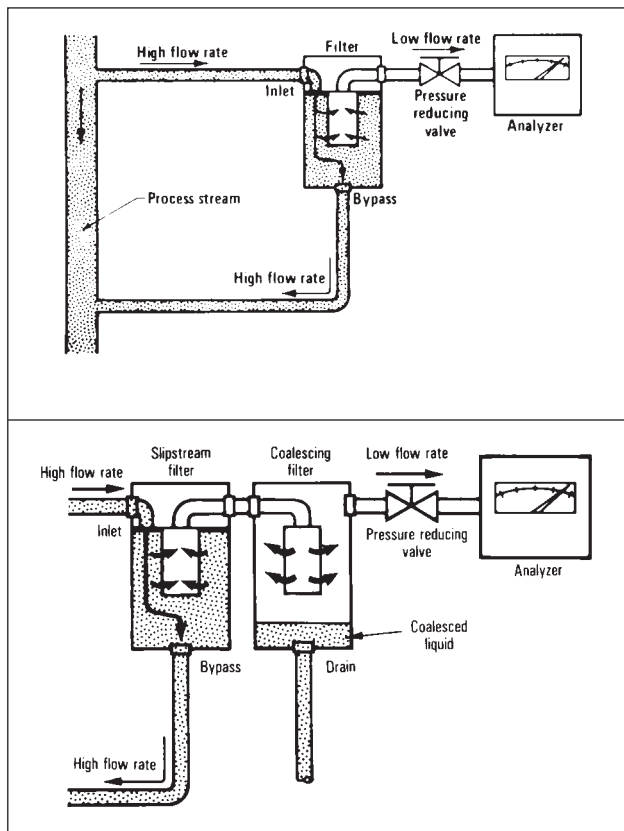 High flow rate
Filter
Low flow rate
Inlet
Pressure
reducing
valve
Analyzer
Process stream
Bypass
High flow rate
Slipstream
filter
Coalescing
filter
Low flow rate
High flow rate
Inlet
Pressure reducing
valve
Analyzer
Coalesced
liquid
Bypass
Drain
High flow rate